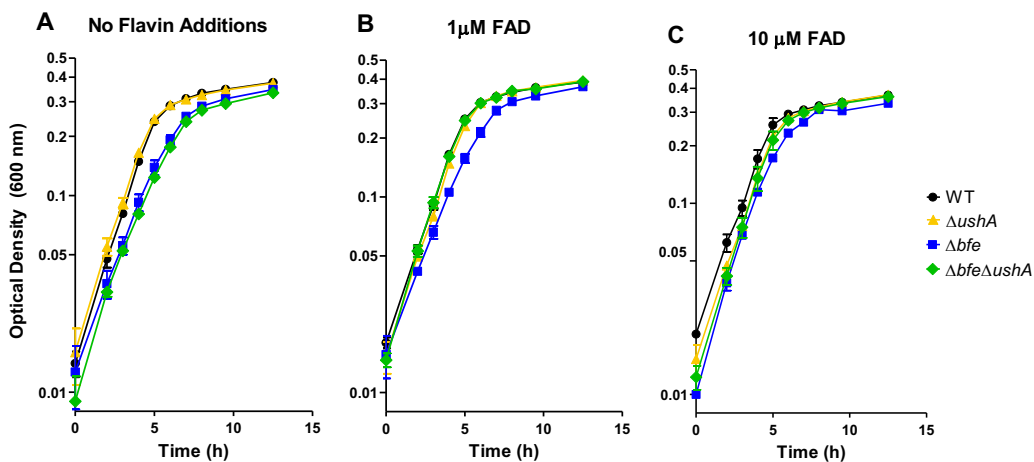 A
No Flavin Additions
B
1μM FAD
C
10 μM FAD
Optical Density (600 nm)
0.5
0.4
0.3
0.2
0.1
0.05
0.01
0
5
10
15
Time (h)
0.5
0.4
0.3
0.2
0.1
0.05
0.01
0
5
10
15
Time (h)
0.5
0.4
0.3
0.2
0.1
0.05
0.01
0
5
10
15
Time (h)
WT
ΔushA
Δbfe
ΔbfeΔushA